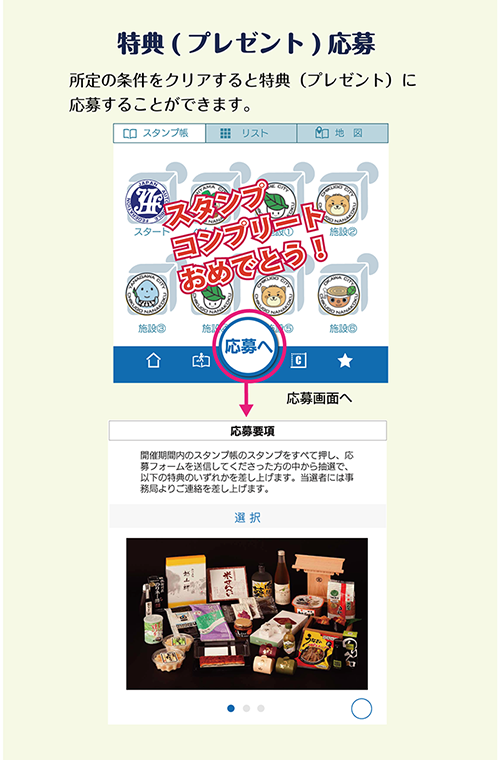 特典(プレゼント)応募
所定の条件をクリアすると特典（プレゼント）に
応募することができます。
スタンプ帳
リスト
地 図
スタンプ
コンプリート
おめでとう！
スタート
施設①
施設②
施設③
施設⑤
施設⑥
応募へ
応募画面へ
応募要項
開催期間内のスタンプ帳のスタンプをすべて押し、応
募フォームを送信してくださった方の中から抽選で、
以下の特典のいずれかを差し上げます。当選者には事
務局よりご連絡を差し上げます。
選 択